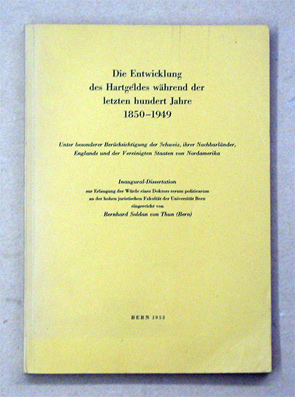 Die Entwicklung
des Hartgeldes während der
letzten hundert Jahre
1850-1949
Unter besonderer Berücksichtigung der Schweiz, ihrer Nachbarländer,
Englands und der Vereinigten Staaten von Nordamerika
Inaugural-Dissertation
zur Erlangung der Würde eines Doktors rerum politicarum
an der hohen juristischen Fakultät der Universität Bern
eingereicht von
Bernhard Soldan von Thun (Bern)
BERN 1953